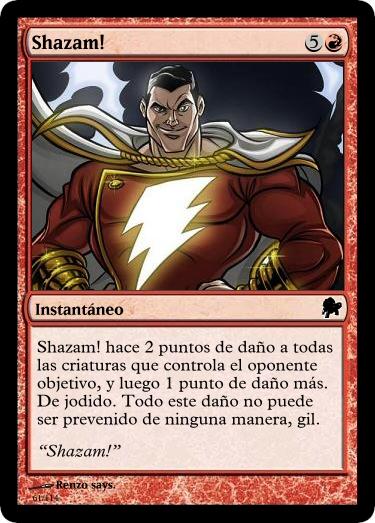 Shazam! 5
Instantáneo
Shazam! hace 2 puntos de daño a todas
las criaturas que controla el oponente
objetivo, y luego 1 punto de daño más.
De jodido. Todo este daño no puede
ser prevenido de ninguna manera, gil.
“Shazam!”
Renzo says.
61/114